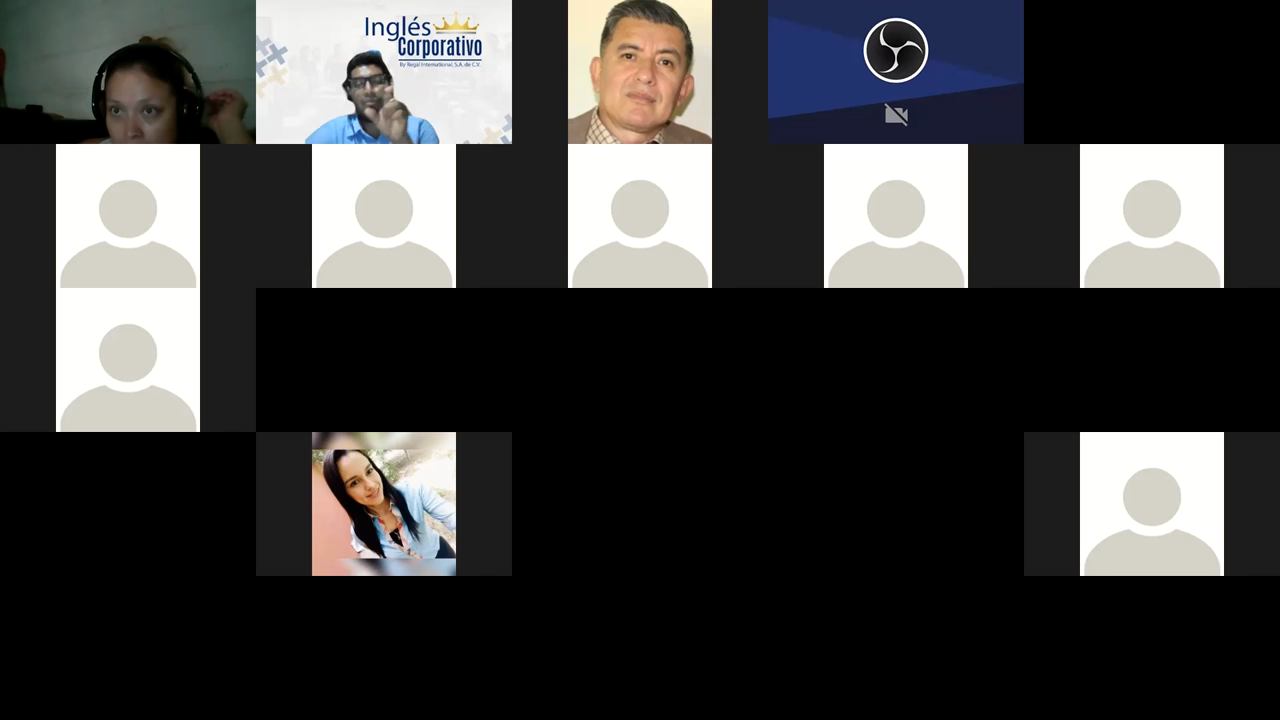 Inglés
Corporativo
By Regal International, S.A. de C.V.